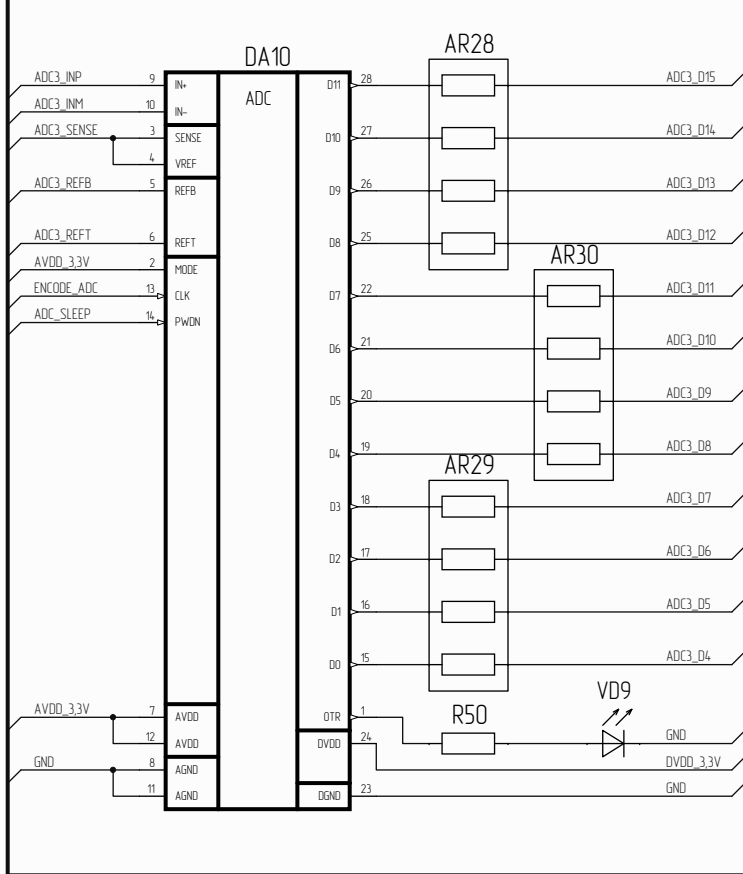 DA10
AR28
ADC3_INP 9 IN+ ADC D11 28 ADC3_D15
ADC3_INM 10 IN-
ADC3_SENSE 3 SENSE D10 27 ADC3_D14
4 VREF
ADC3_REFB 5 REFB D9 26 ADC3_D13
ADC3_REFT 6 REFT D8 25 ADC3_D12
AR30
AVDD_3,3V 2 MODE
ENCODE_ADC 13 CLK D7 22 ADC3_D11
ADC_SLEEP 14 PWDN
D6 21 ADC3_D10
D5 20 ADC3_D9
D4 19 ADC3_D8
AR29
D3 18 ADC3_D7
D2 17 ADC3_D6
D1 16 ADC3_D5
D0 15 ADC3_D4
VD9
AVDD_3,3V 7 AVDD OTR 1 R50
12 AVDD DVDD 24 GND
GND 8 AGND DVDD_3,3V
11 AGND DGND 23 GND